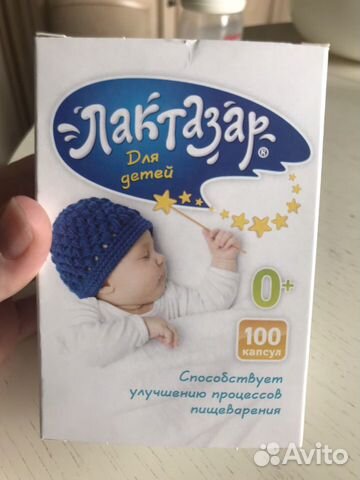 Лактазар®
Для
детей
0+
100
капсул
Способствует
улучшению процессов
пищеварения
Avito